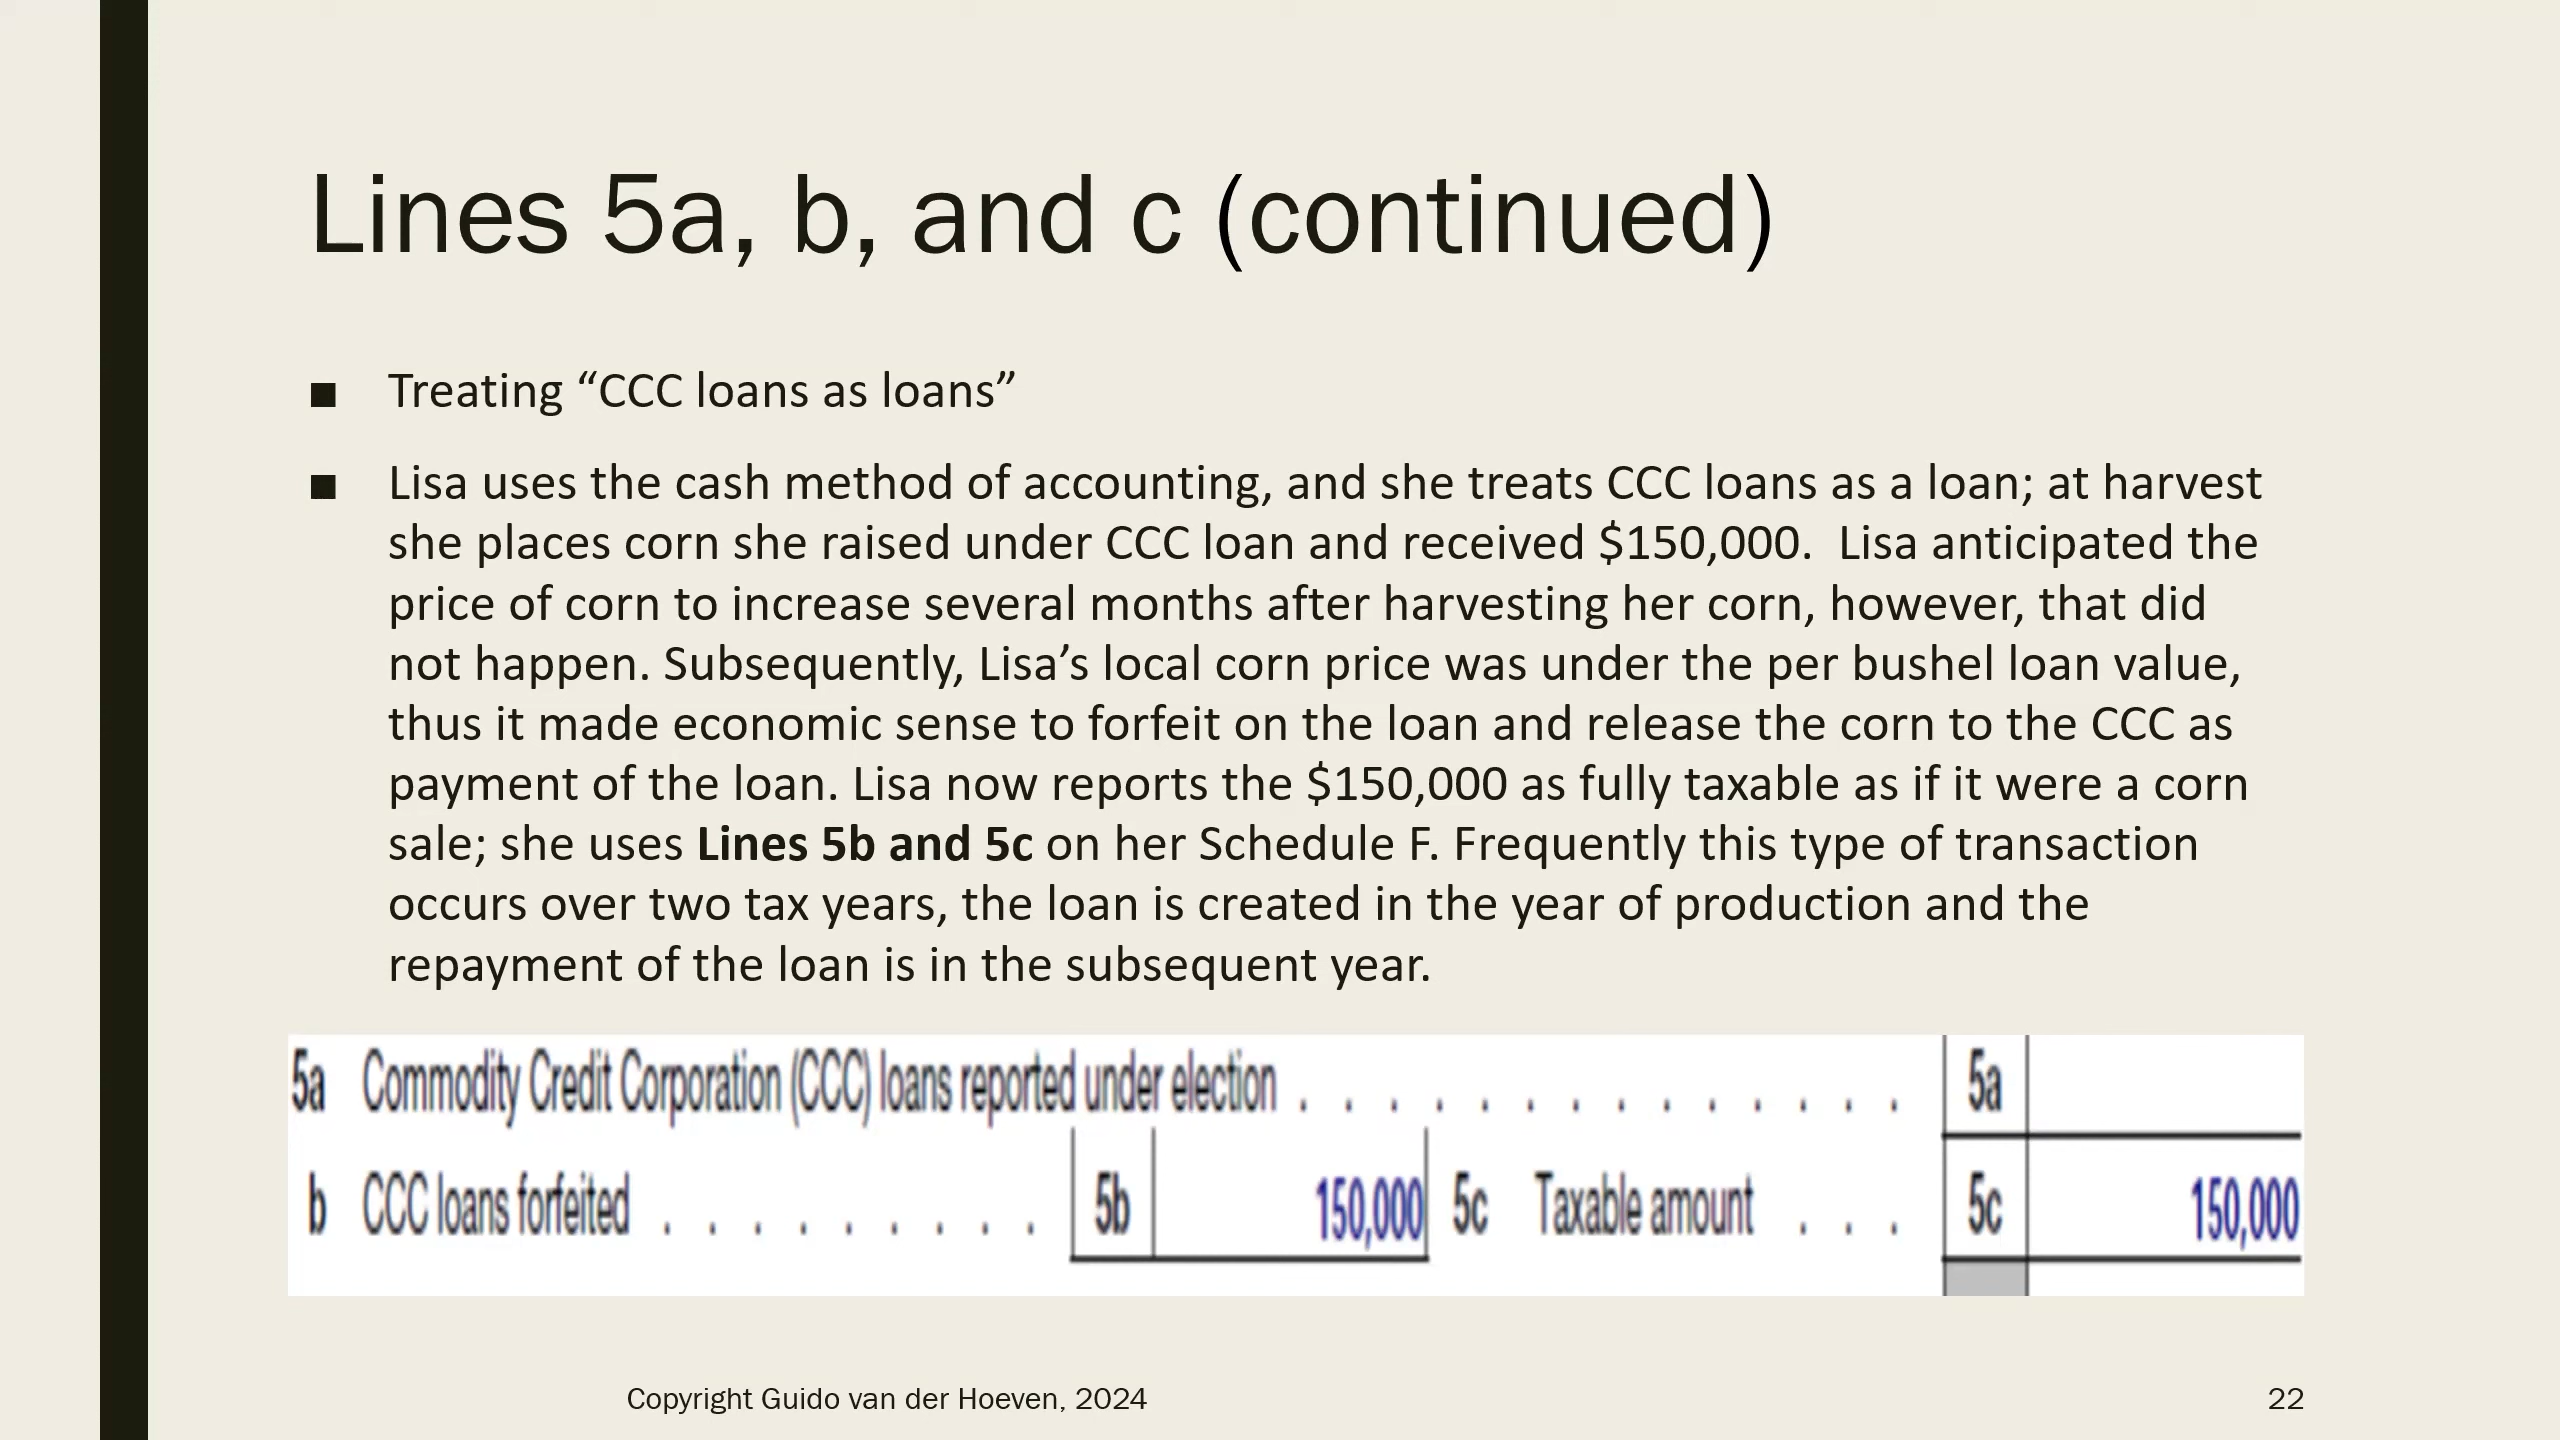 Lines 5a, b, and c (continued)
■ Treating “CCC loans as loans”
■ Lisa uses the cash method of accounting, and she treats CCC loans as a loan; at harvest
she places corn she raised under CCC loan and received $150,000.  Lisa anticipated the
price of corn to increase several months after harvesting her corn, however, that did
not happen. Subsequently, Lisa’s local corn price was under the per bushel loan value,
thus it made economic sense to forfeit on the loan and release the corn to the CCC as
payment of the loan. Lisa now reports the $150,000 as fully taxable as if it were a corn
sale; she uses Lines 5b and 5c on her Schedule F. Frequently this type of transaction
occurs over two tax years, the loan is created in the year of production and the
repayment of the loan is in the subsequent year.
5a Commodity Credit Corporation (CCC) loans reported under election . . . . . . . . . . . . . . 5a
b CCC loans forfeited . . . . . . . . . 5b 150,000 5c Taxable amount . . . 5c 150,000
Copyright Guido van der Hoeven, 2024 22